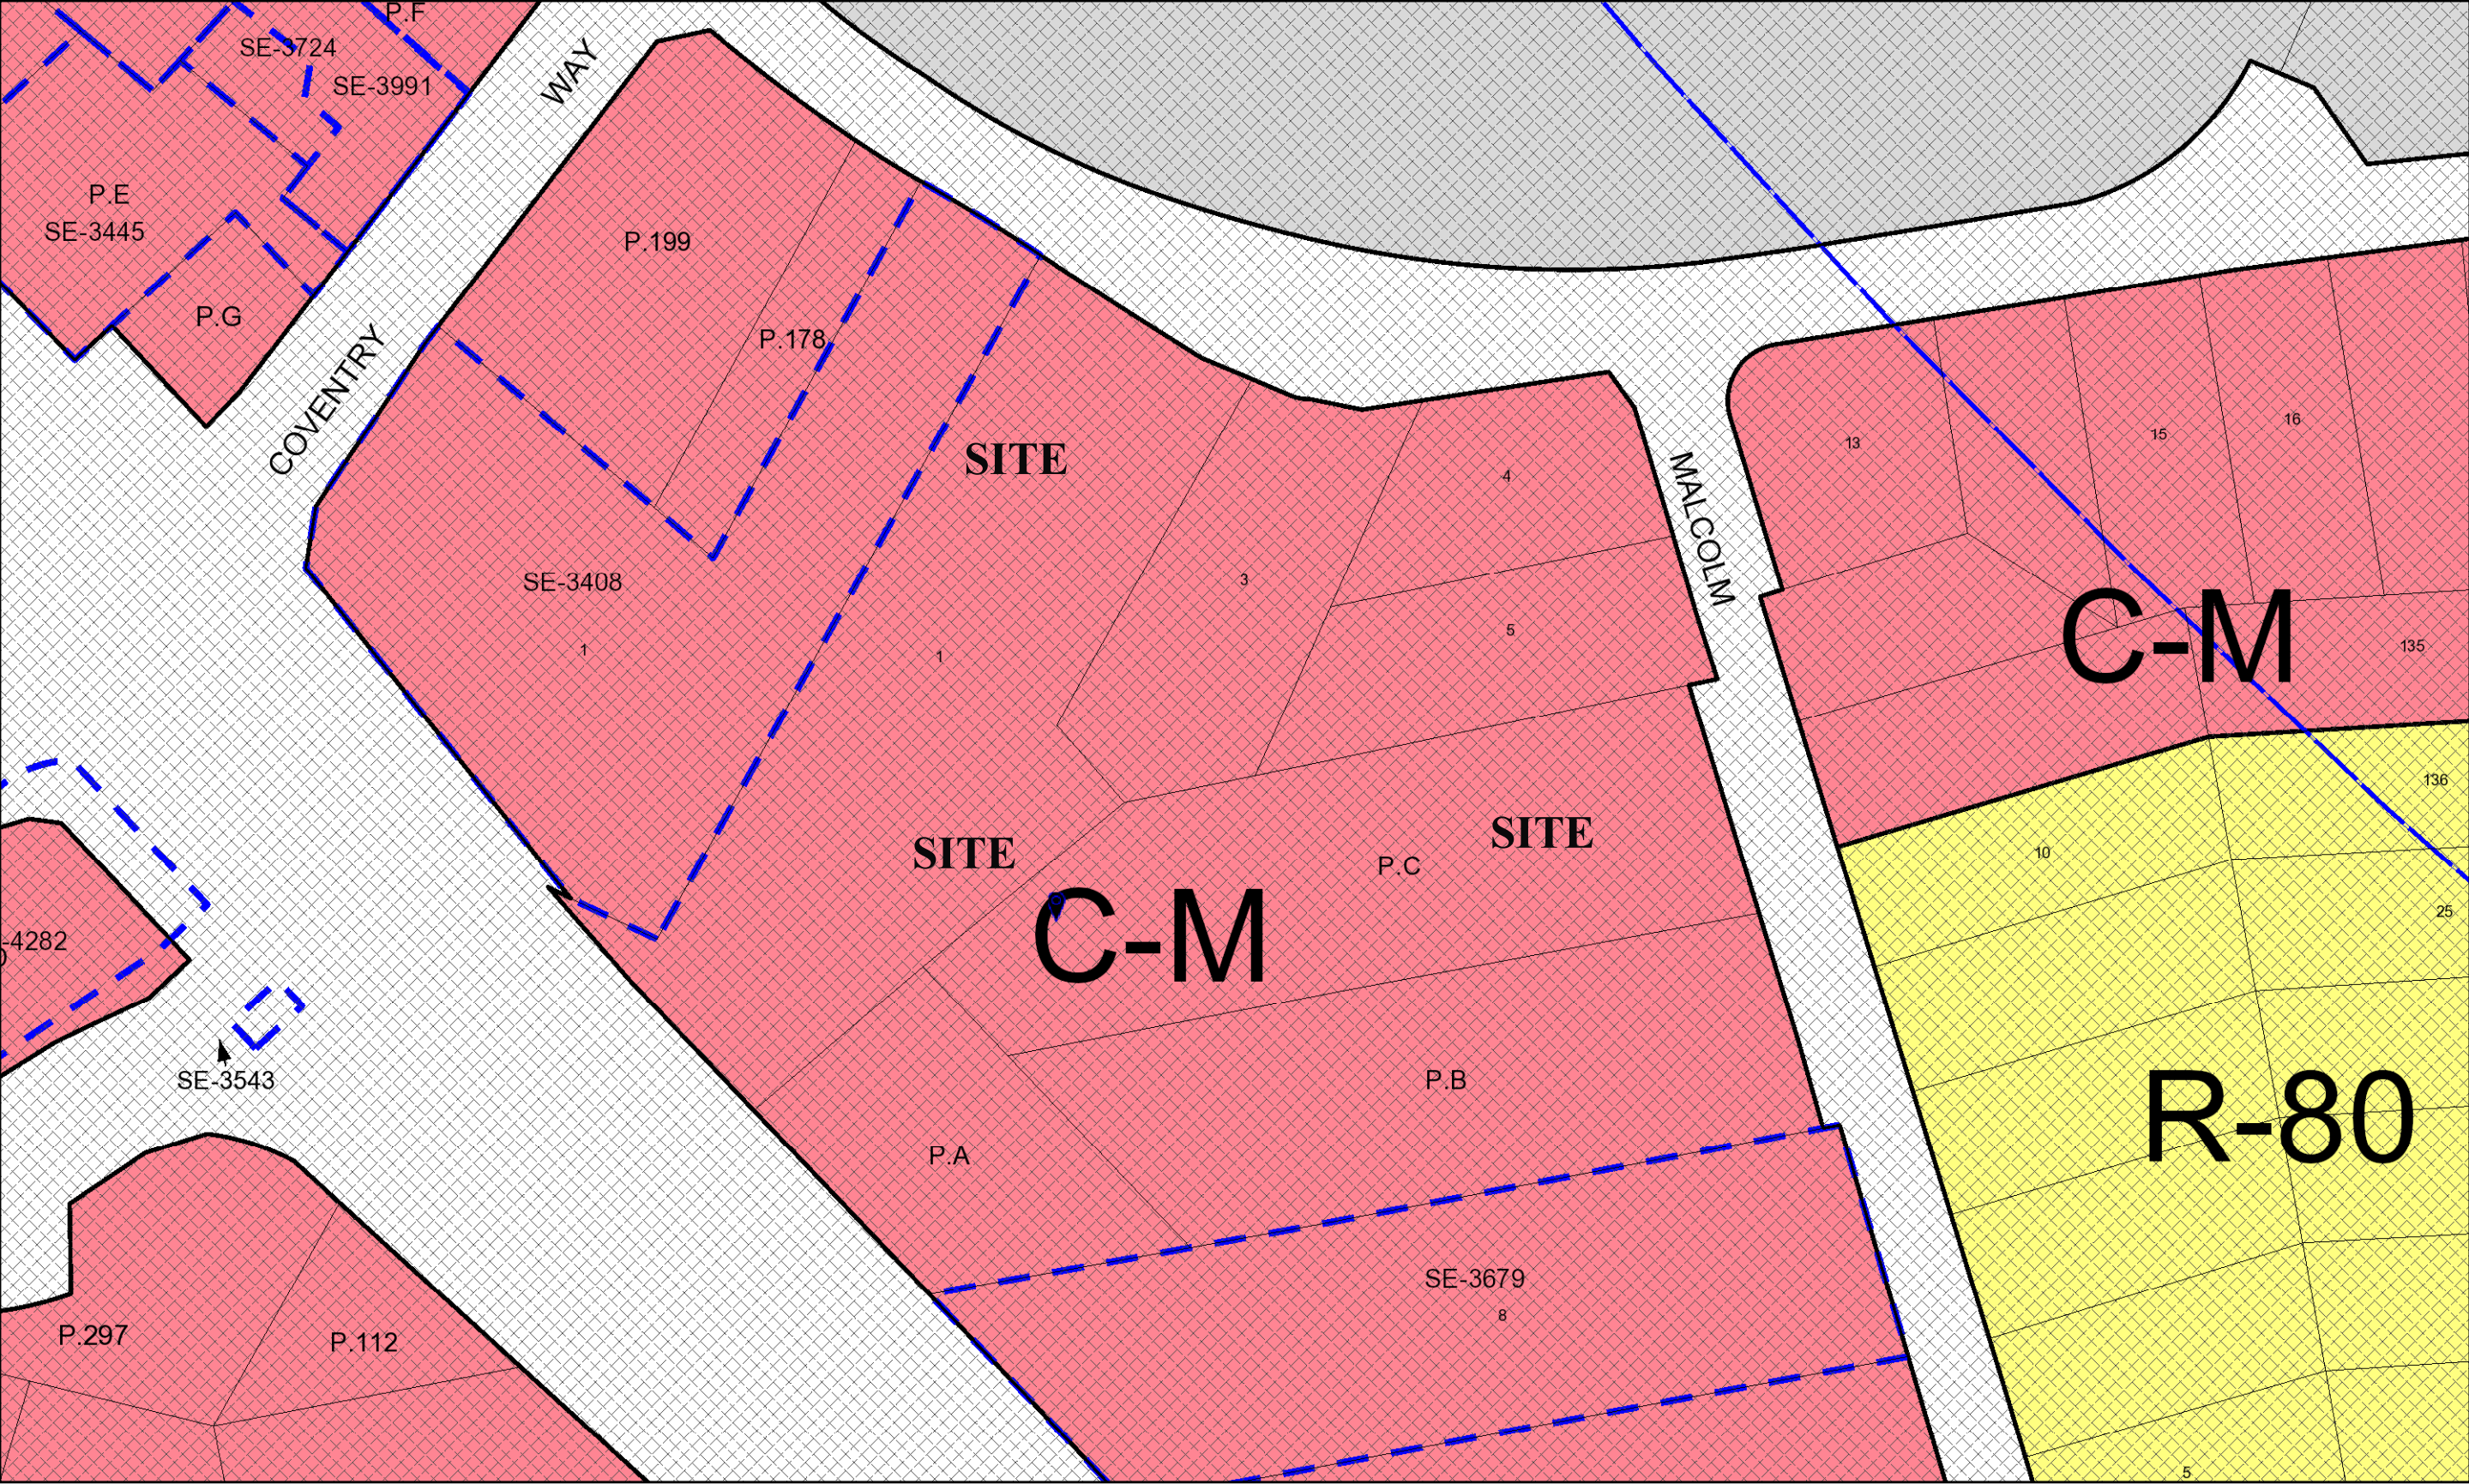 P.F
SE-3724
SE-3991
WAY
P.E
SE-3445
P.199
P.G
P.178
COVENTRY
SITE
4
MALCOLM
13
15
16
SE-3408
1
1
3
5
C-M
135
136
SITE
SITE
P.C
10
25
-4282
C-M
SE-3543
P.B
P.A
R-80
SE-3679
8
P.297
P.112
5